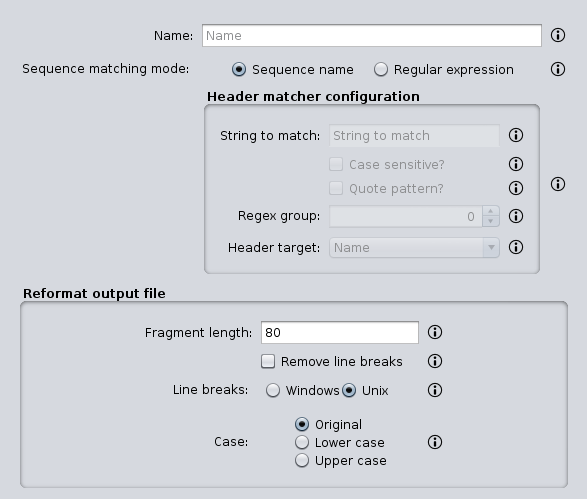 Name: Name
Sequence matching mode: Sequence name Regular expression
Header matcher configuration
String to match: String to match
Case sensitive?
Quote pattern?
Regex group: 0
Header target: Name
Reformat output file
Fragment length: 80
Remove line breaks
Line breaks: Windows Unix
Original
Case: Lower case
Upper case